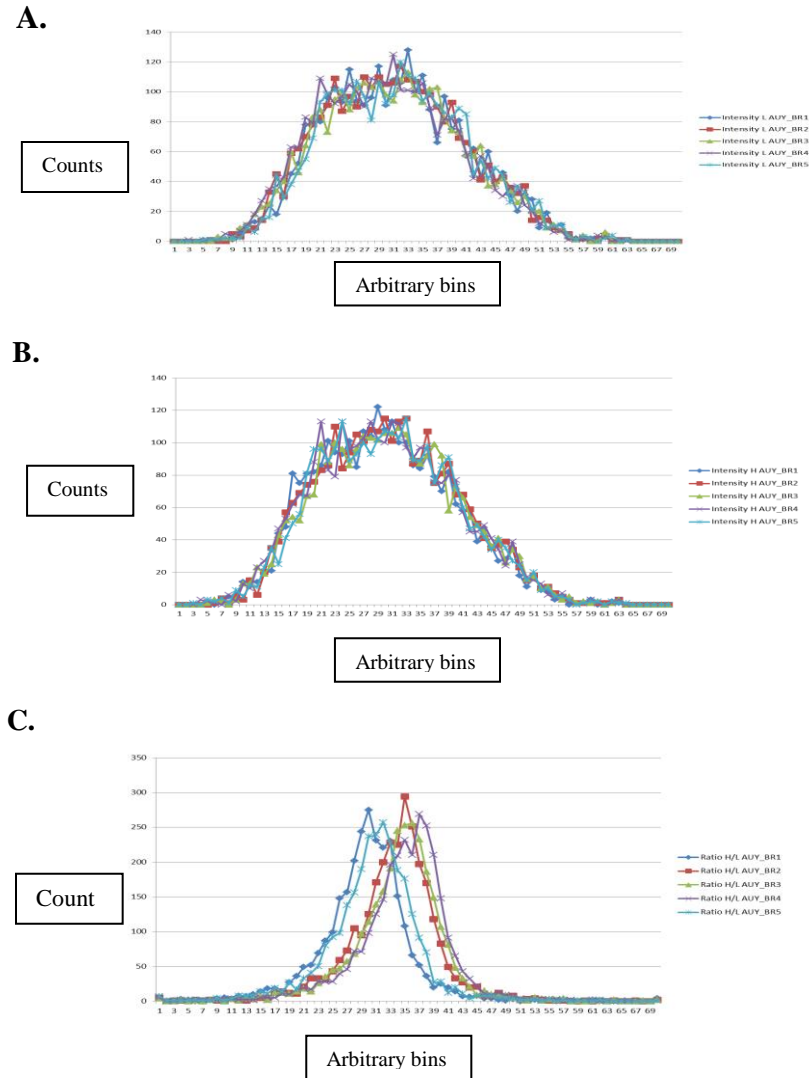 A.
140
120
100
80
60
40
20
0
1 3 5 7 9 11 13 15 17 19 21 23 25 27 29 31 33 35 37 39 41 43 45 47 49 51 53 55 57 59 61 63 65 67 69
Counts
Intensity L AUY_BR1
Intensity L AUY_BR2
Intensity L AUY_BR3
Intensity L AUY_BR4
Intensity L AUY_BR5
Arbitrary bins
B.
140
120
100
80
60
40
20
0
1 3 5 7 9 11 13 15 17 19 21 23 25 27 29 31 33 35 37 39 41 43 45 47 49 51 53 55 57 59 61 63 65 67 69
Counts
Intensity H AUY_BR1
Intensity H AUY_BR2
Intensity H AUY_BR3
Intensity H AUY_BR4
Intensity H AUY_BR5
Arbitrary bins
C.
350
300
250
200
150
100
50
0
1 3 5 7 9 11 13 15 17 19 21 23 25 27 29 31 33 35 37 39 41 43 45 47 49 51 53 55 57 59 61 63 65 67 69
Count
Ratio H/L AUY_BR1
Ratio H/L AUY_BR2
Ratio H/L AUY_BR3
Ratio H/L AUY_BR4
Ratio H/L AUY_BR5
Arbitrary bins